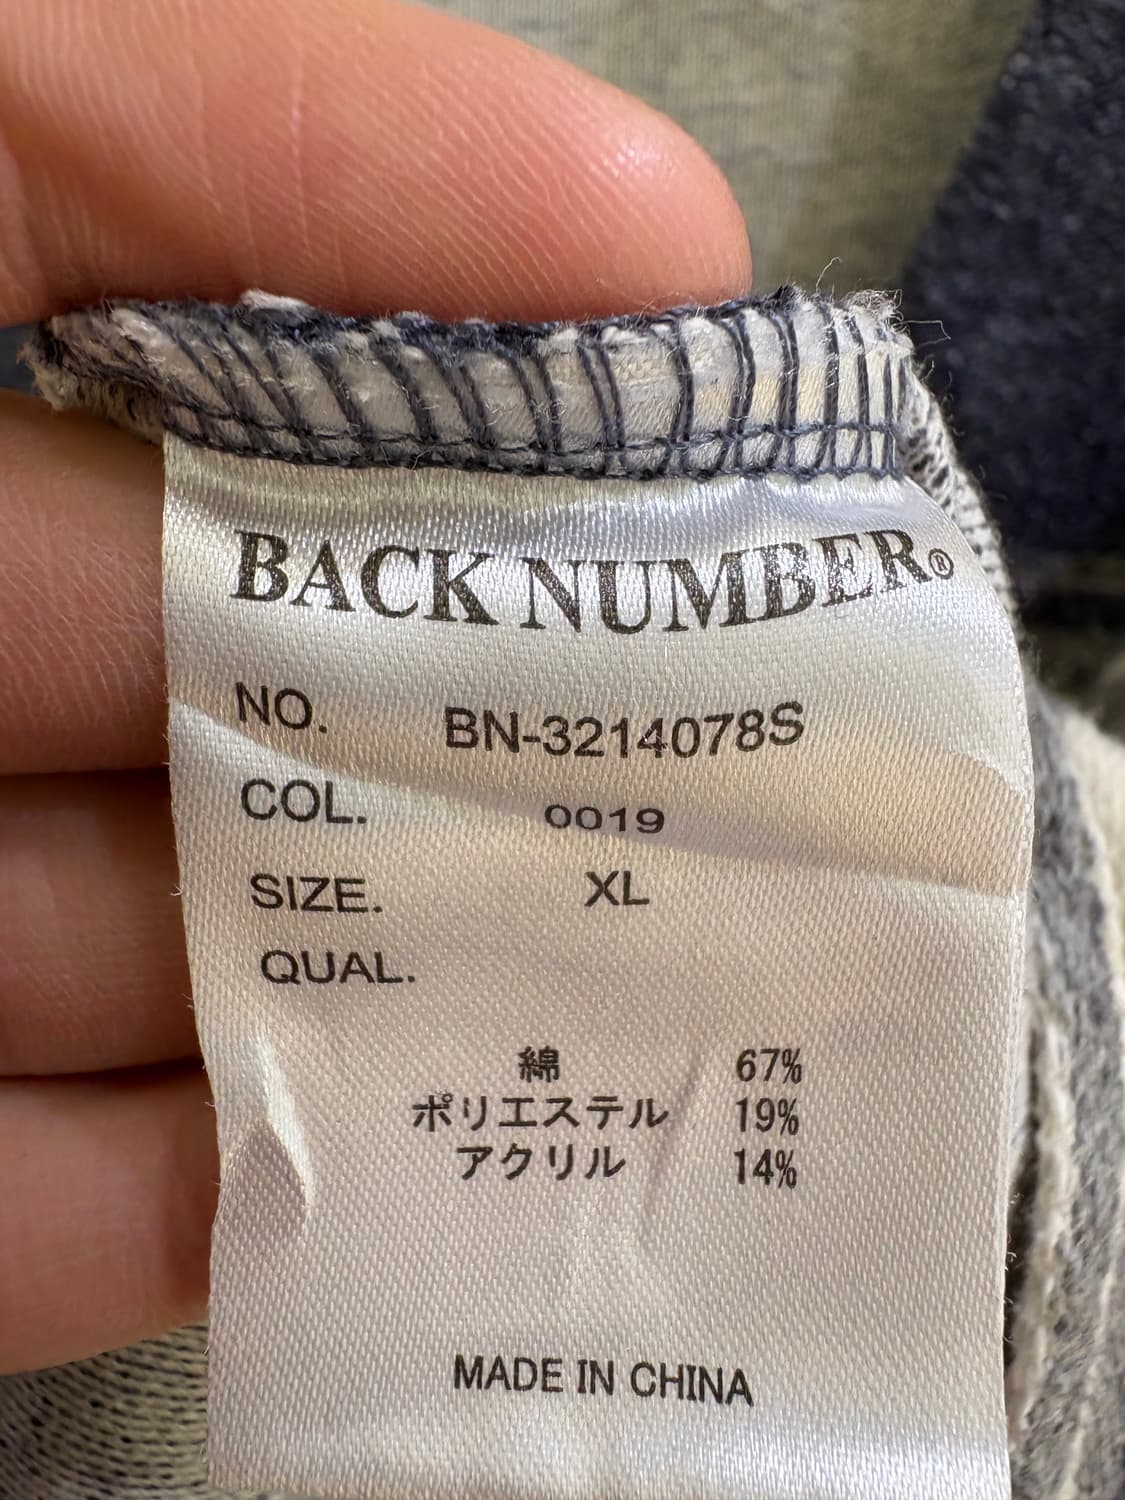 BACK NUMBER®
NO. BN-3214078S
COL. 0019
SIZE. XL
QUAL.
綿 67%
ポリエステル 19%
アクリル 14%
MADE IN CHINA